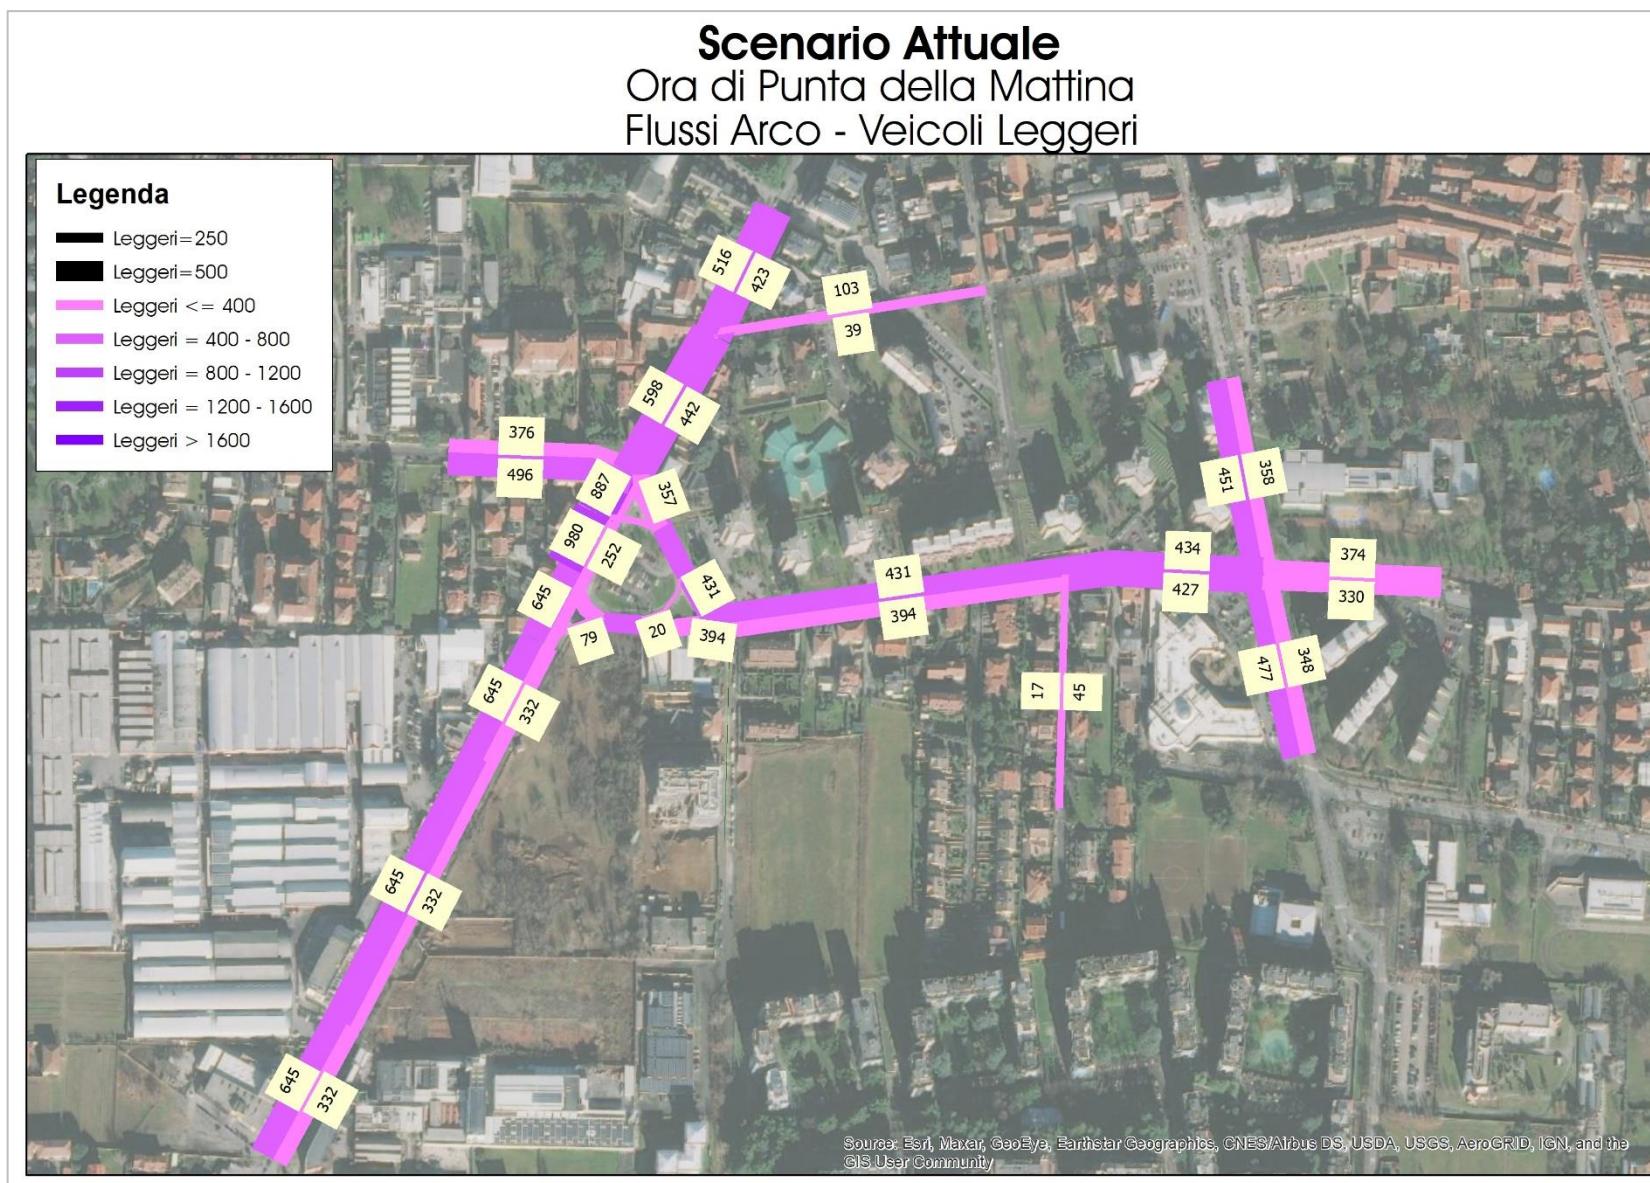 Scenario Attuale
Ora di Punta della Mattina
Flussi Arco - Veicoli Leggeri
Legenda
Leggeri=250
Leggeri=500
Leggeri <= 400
Leggeri = 400 - 800
Leggeri = 800 - 1200
Leggeri = 1200 - 1600
Leggeri > 1600
516
423
103
39
598
442
376
496
887
357
980
252
645
431
79
20
394
431
394
434
427
451
358
374
330
477
348
17
45
645
332
645
332
645
332
Source: Esri, Maxar, GeoEye, Earthstar Geographics, CNES/Airbus DS, USDA, USGS, AeroGRID, IGN, and the
GIS User Community